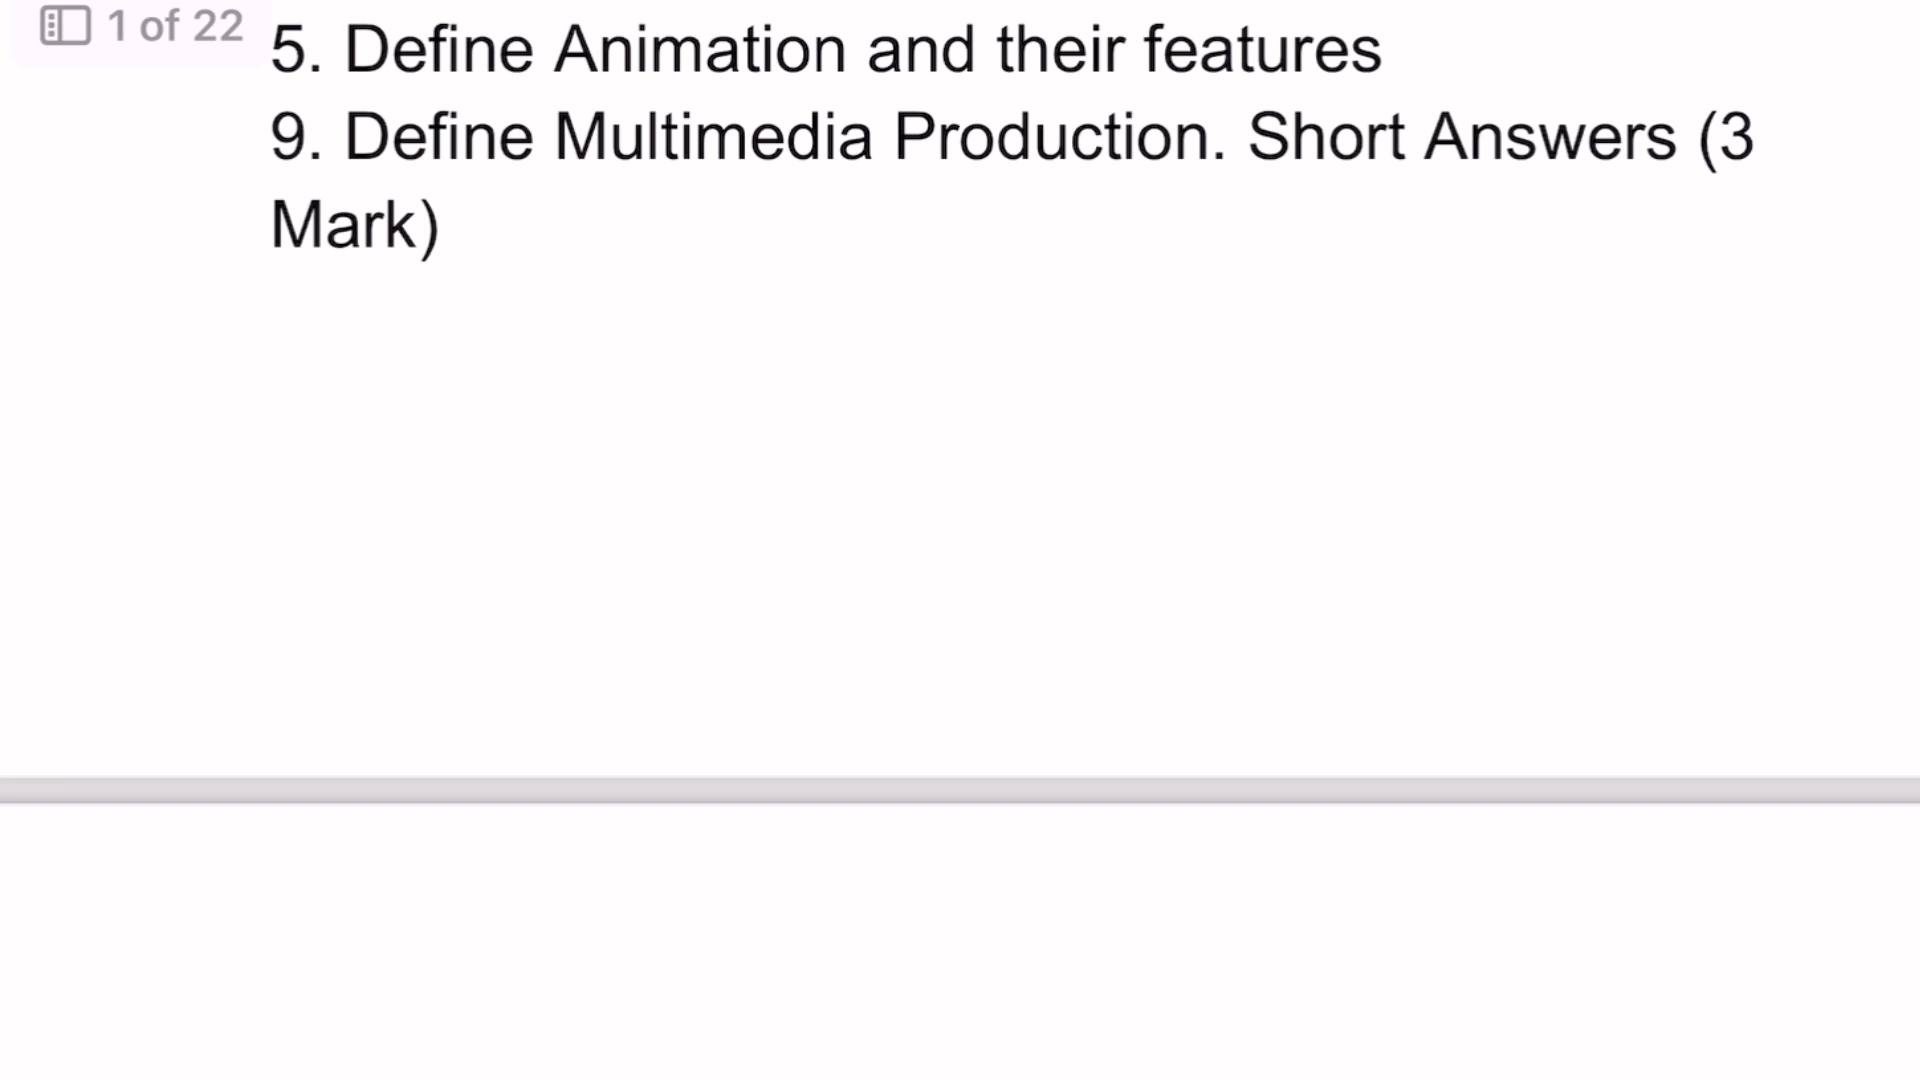 1 of 22
5. Define Animation and their features
9. Define Multimedia Production. Short Answers (3
Mark)